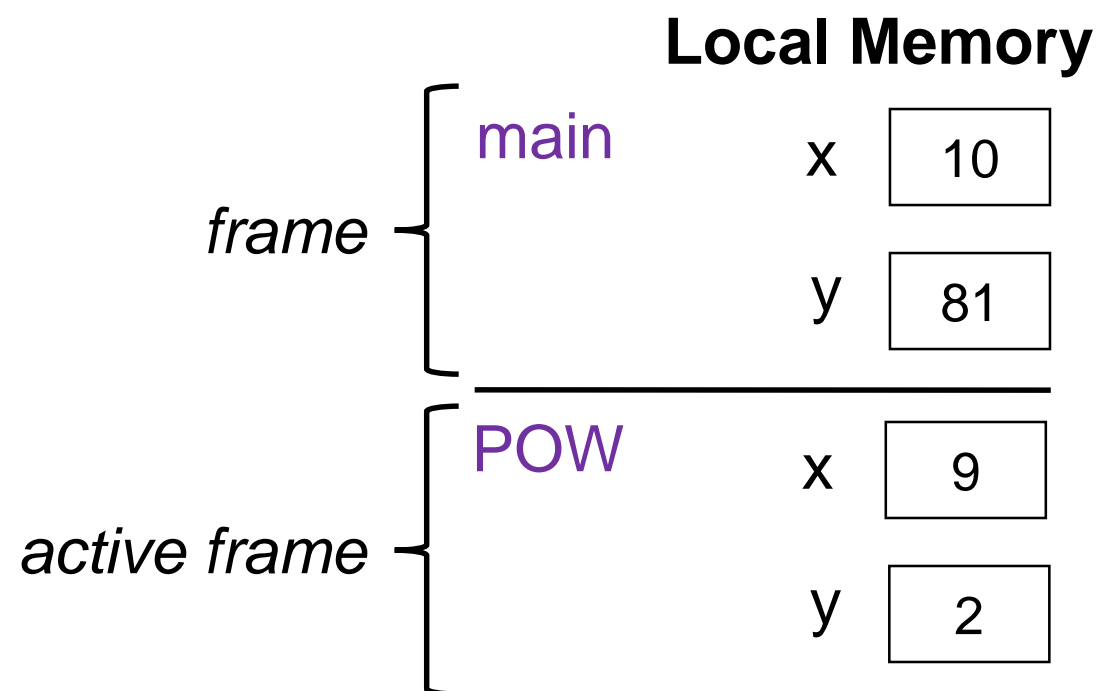 Local Memory
main x 10
frame
y 81
POW x 9
active frame
y 2